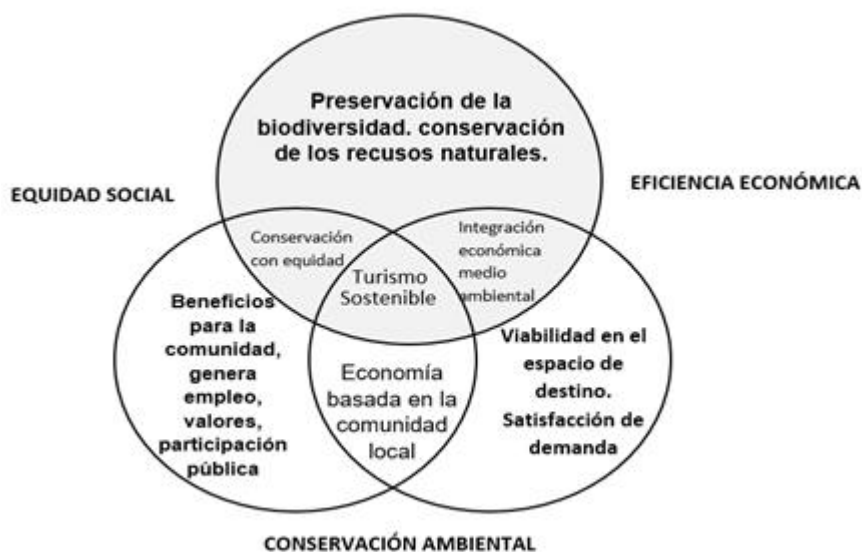 Preservación de la
biodiversidad. conservación
de los recusos naturales.
EQUIDAD SOCIAL
EFICIENCIA ECONÓMICA
Conservación
con equidad
Integración
económica
medio
ambiental
Turismo
Sostenible
Beneficios
para la
comunidad,
genera
empleo,
valores,
participación
pública
Economía
basada en la
comunidad
local
Viabilidad en el
espacio de
destino.
Satisfacción de
demanda
CONSERVACIÓN AMBIENTAL